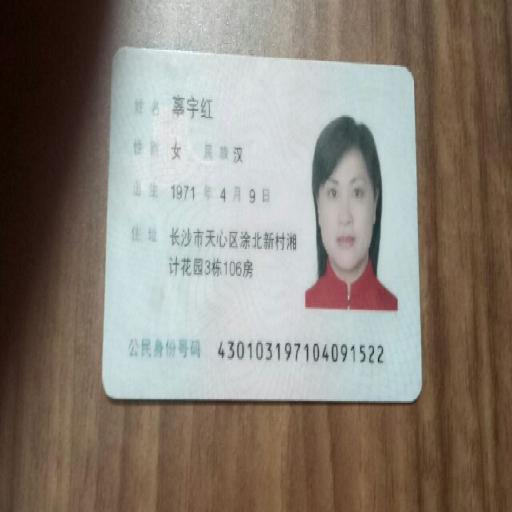 姓名 辜宇红
性别 女 民族 汉
出生 1971 年 4 月 9 日
住址 长沙市天心区涂北新村湘
计花园3栋106房
公民身份号码 430103197104091522